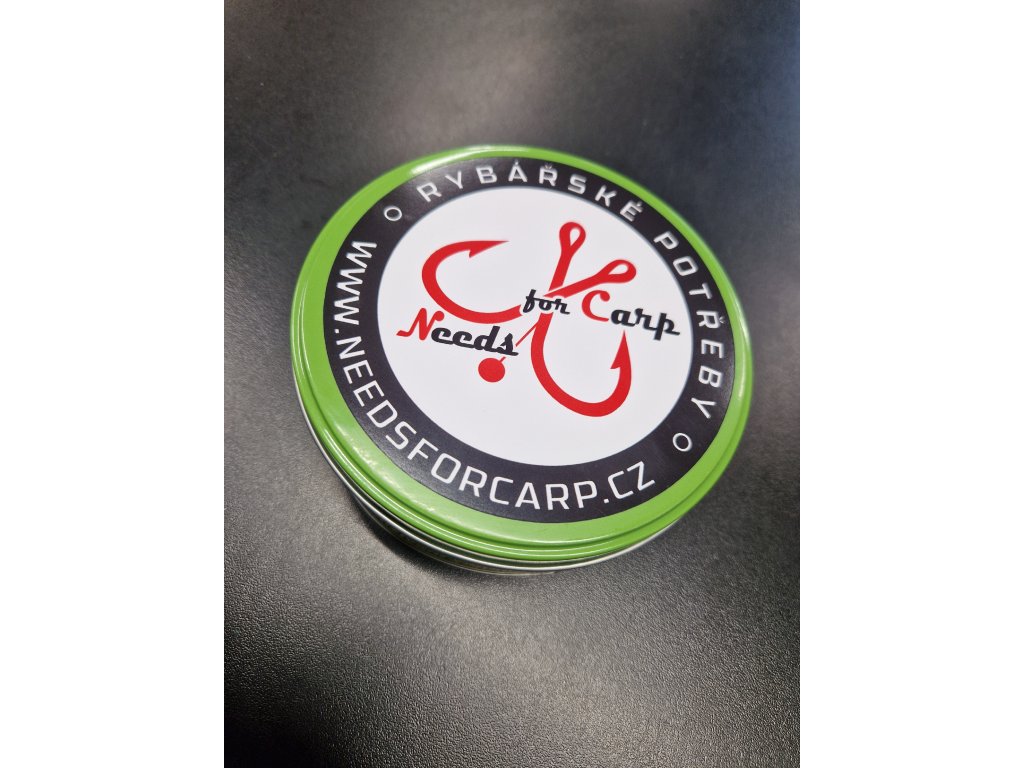 RYBÁŘSKÉ POTŘEBY
Needs for Carp
WWW.NEEDSFORCARP.CZ